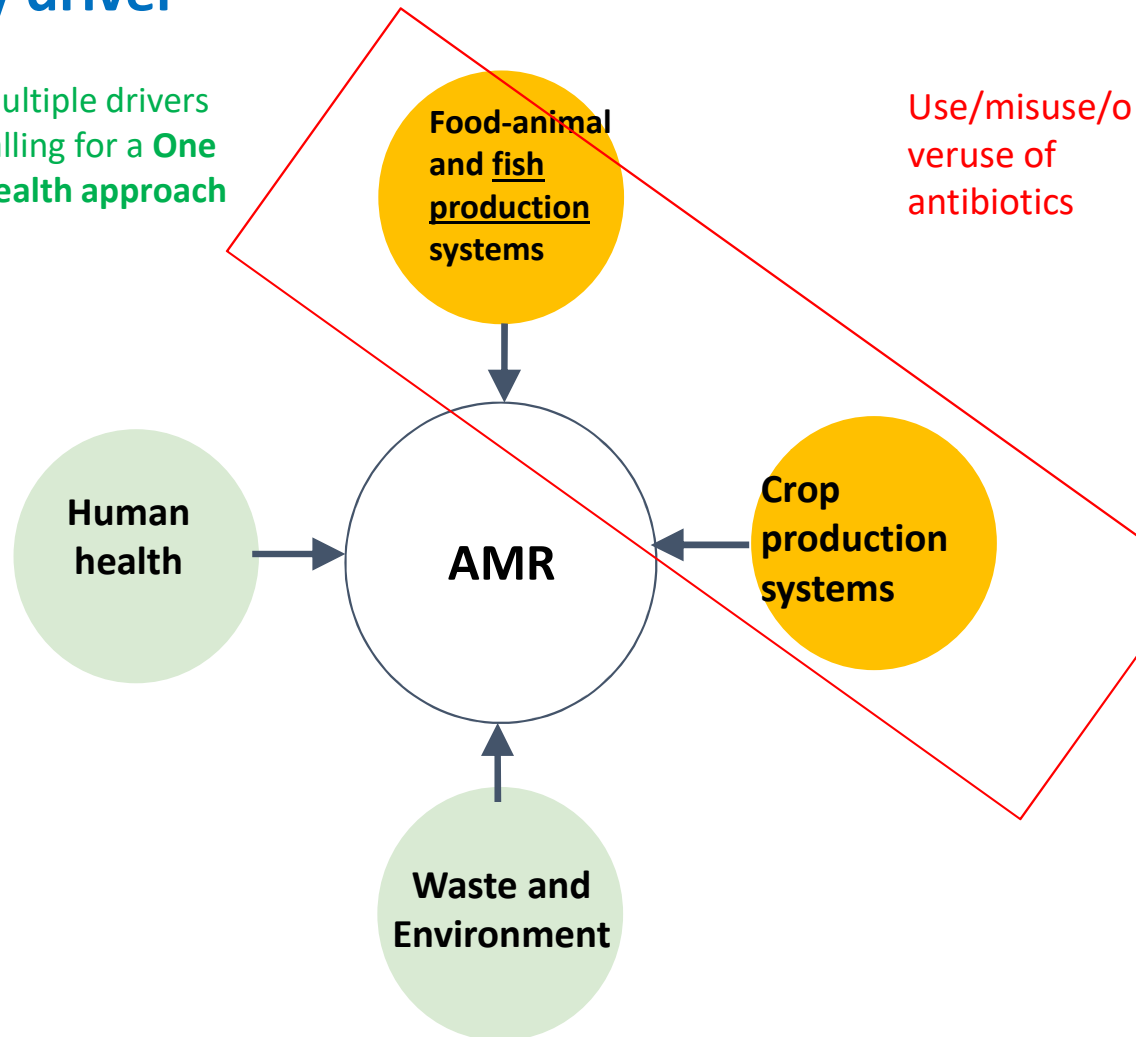 driver
ultiple drivers
alling for a One
ealth approach
Food-animal
and fish
production
systems
Use/misuse/o
veruse of
antibiotics
Human
health
AMR
Crop
production
systems
Waste and
Environment